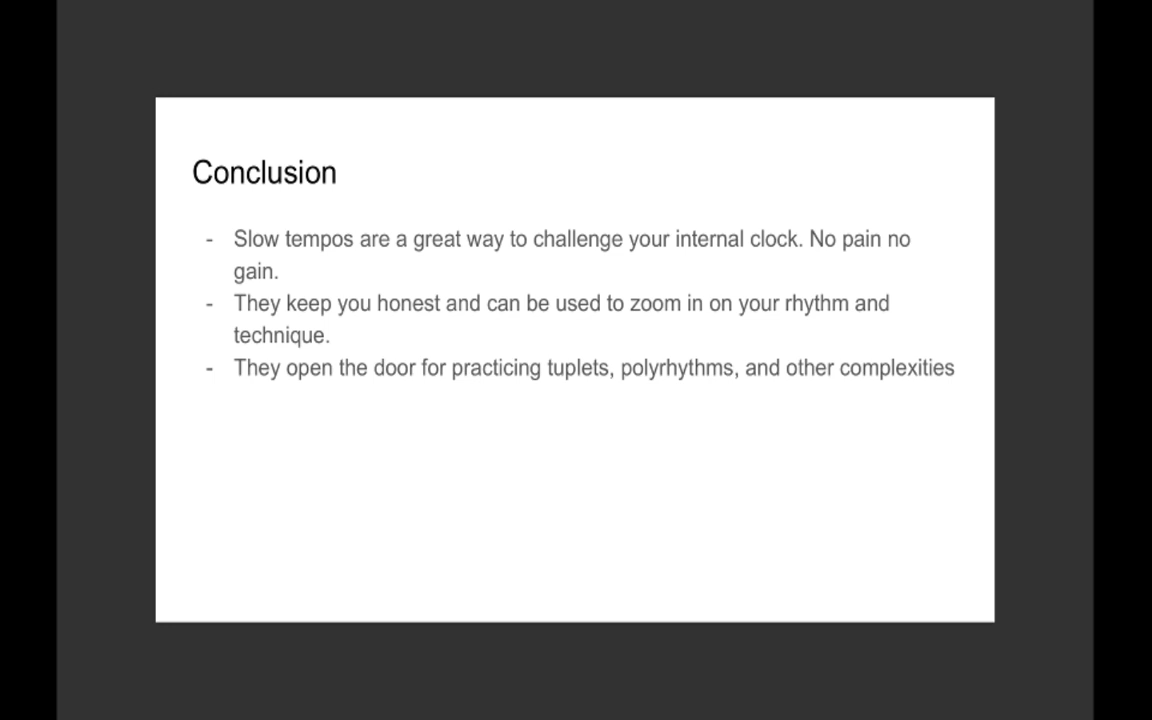 Conclusion
- Slow tempos are a great way to challenge your internal clock. No pain no
gain.
- They keep you honest and can be used to zoom in on your rhythm and
technique.
- They open the door for practicing tuplets, polyrhythms, and other complexities